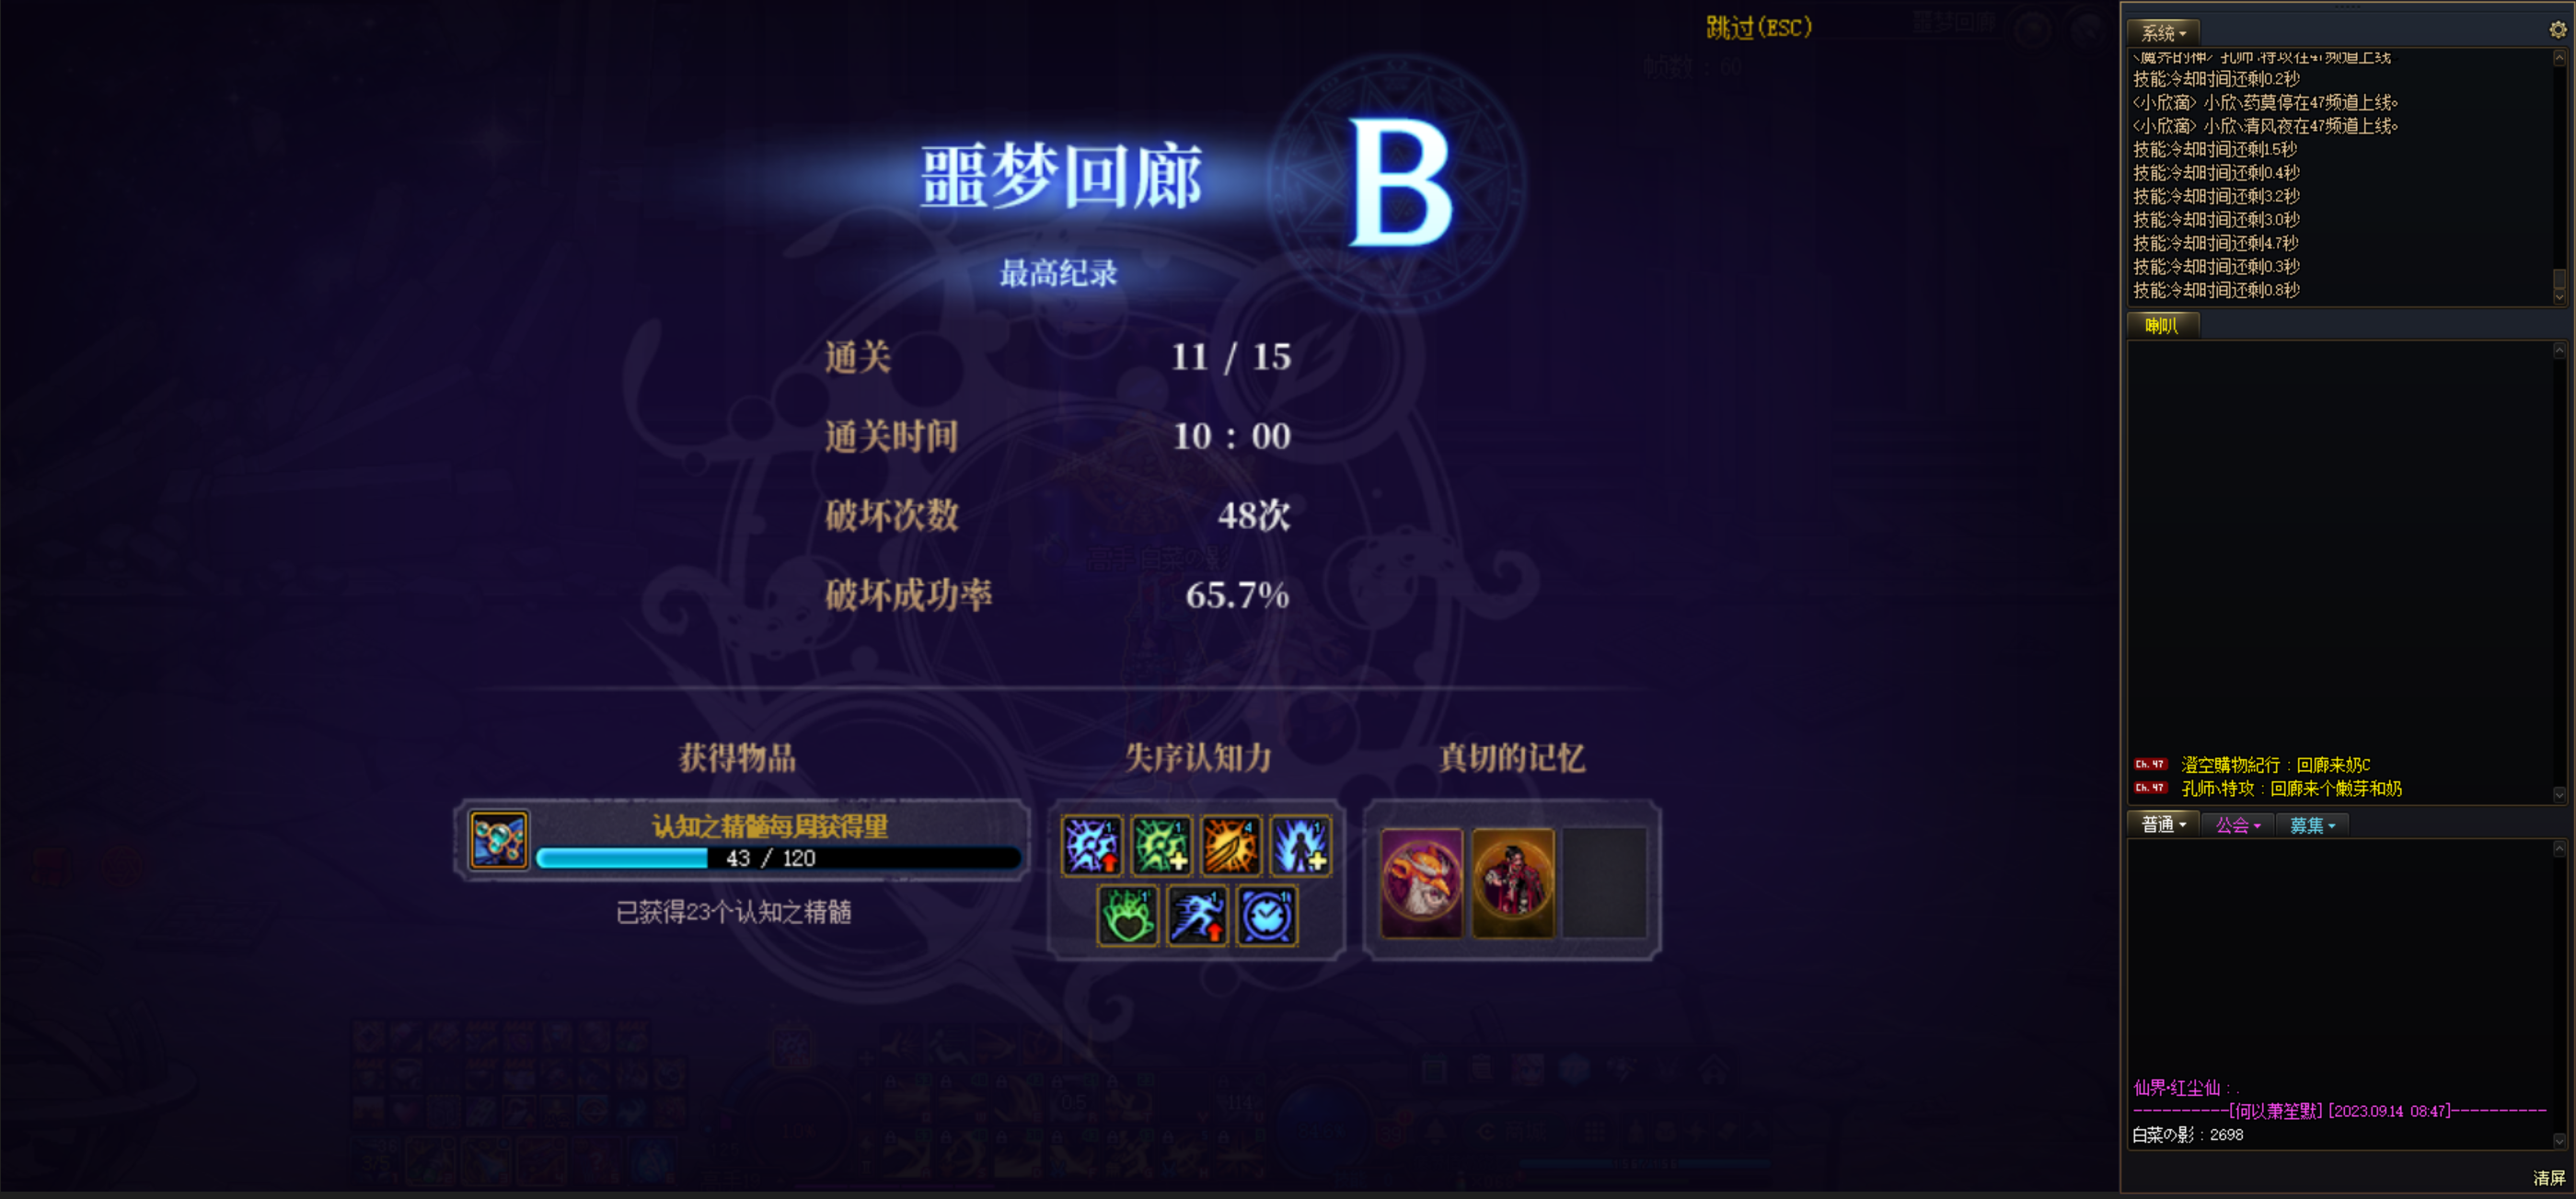 跳过(ESC)
噩梦回廊
B
最高纪录
通关 11 / 15
通关时间 10 : 00
破坏次数 48次
破坏成功率 65.7%
获得物品
认知之精髓每周获得量
43 / 120
已获得23个认知之精髓
失序认知力
真切的记忆
系统
技能冷却时间还剩0.2秒
〈小欣窝〉小欣\药莫停在47频道上线。
〈小欣窝〉小欣\清风夜在47频道上线。
技能冷却时间还剩1.5秒
技能冷却时间还剩0.4秒
技能冷却时间还剩3.2秒
技能冷却时间还剩3.0秒
技能冷却时间还剩4.7秒
技能冷却时间还剩0.3秒
技能冷却时间还剩0.8秒
喇叭
Ch. 47 澄空購物紀行 : 回廊来奶C
Ch. 47 孔师\特攻 : 回廊来个嫩芽和奶
普通 公会 募集
仙界·红尘仙 : .
----------[何以萧笙默] [2023.09.14 08:47]----------
白菜の影 : 2698
清屏